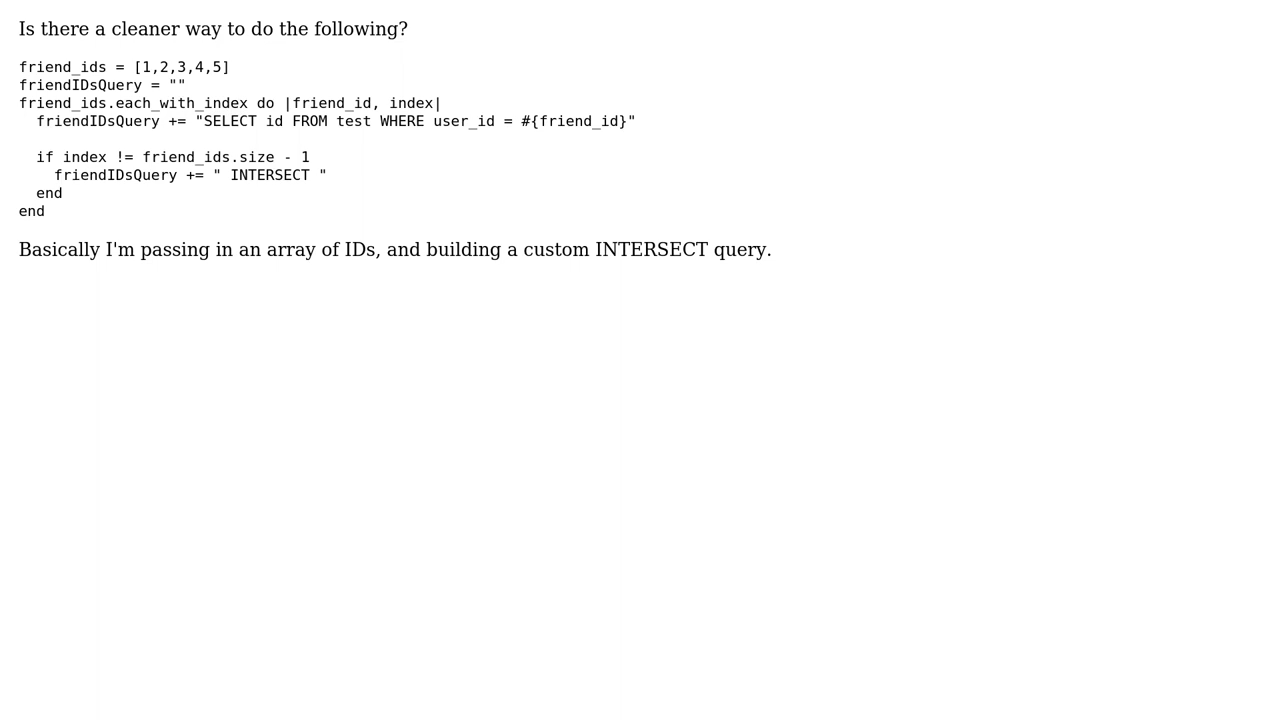 Is there a cleaner way to do the following?
friend_ids = [1,2,3,4,5]
friendIDsQuery = ""
friend_ids.each_with_index do |friend_id, index|
  friendIDsQuery += "SELECT id FROM test WHERE user_id = #{friend_id}"
  if index != friend_ids.size - 1
    friendIDsQuery += " INTERSECT "
  end
end
Basically I'm passing in an array of IDs, and building a custom INTERSECT query.